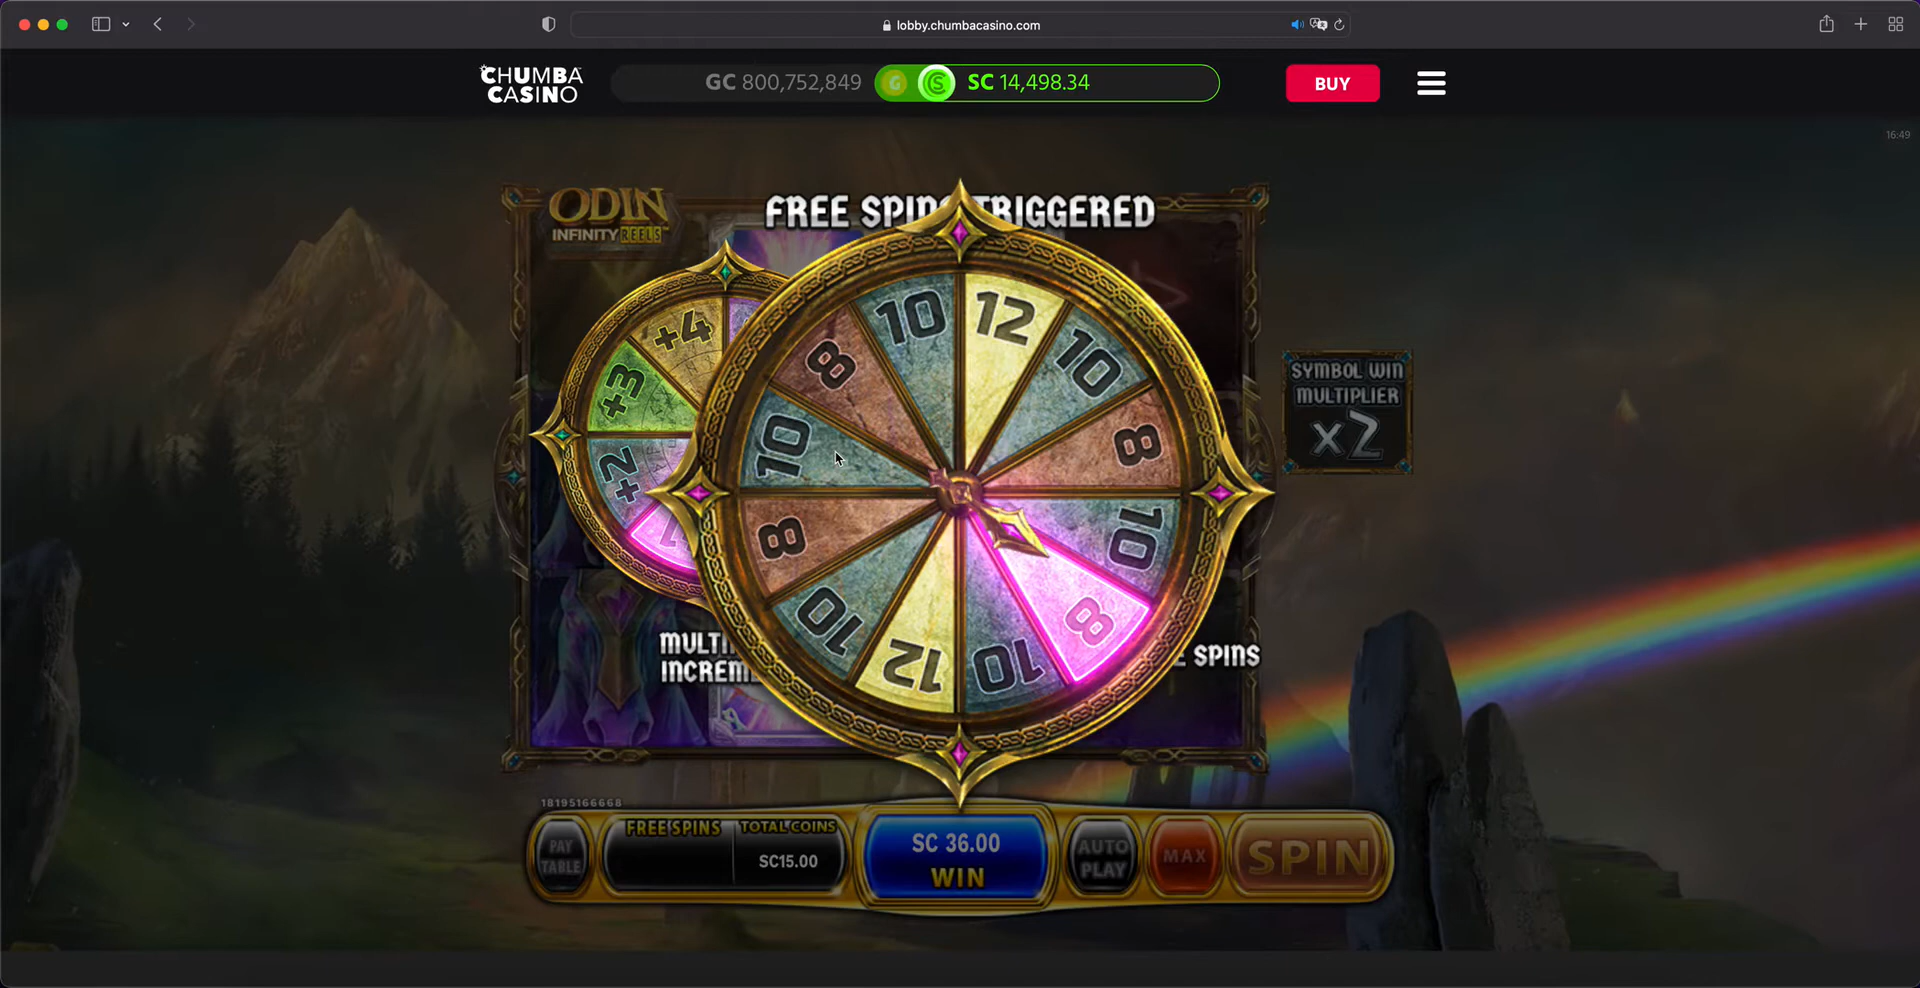 lobby.chumbacasino.com
CHUMBA
CASINO
GC 800,752,849
G
S
SC 14,498.34
BUY
16:49
ODIN
INFINITY REELS™
FREE SPINS TRIGGERED
+4
+3
+2
12
10
8
10
8
10
12
10
8
10
8
10
SYMBOL WIN
MULTIPLIER
x2
SPINS
18195166668
PAY
TABLE
FREE SPINS
TOTAL COINS
SC15.00
SC 36.00
WIN
AUTO
PLAY
MAX
SPIN